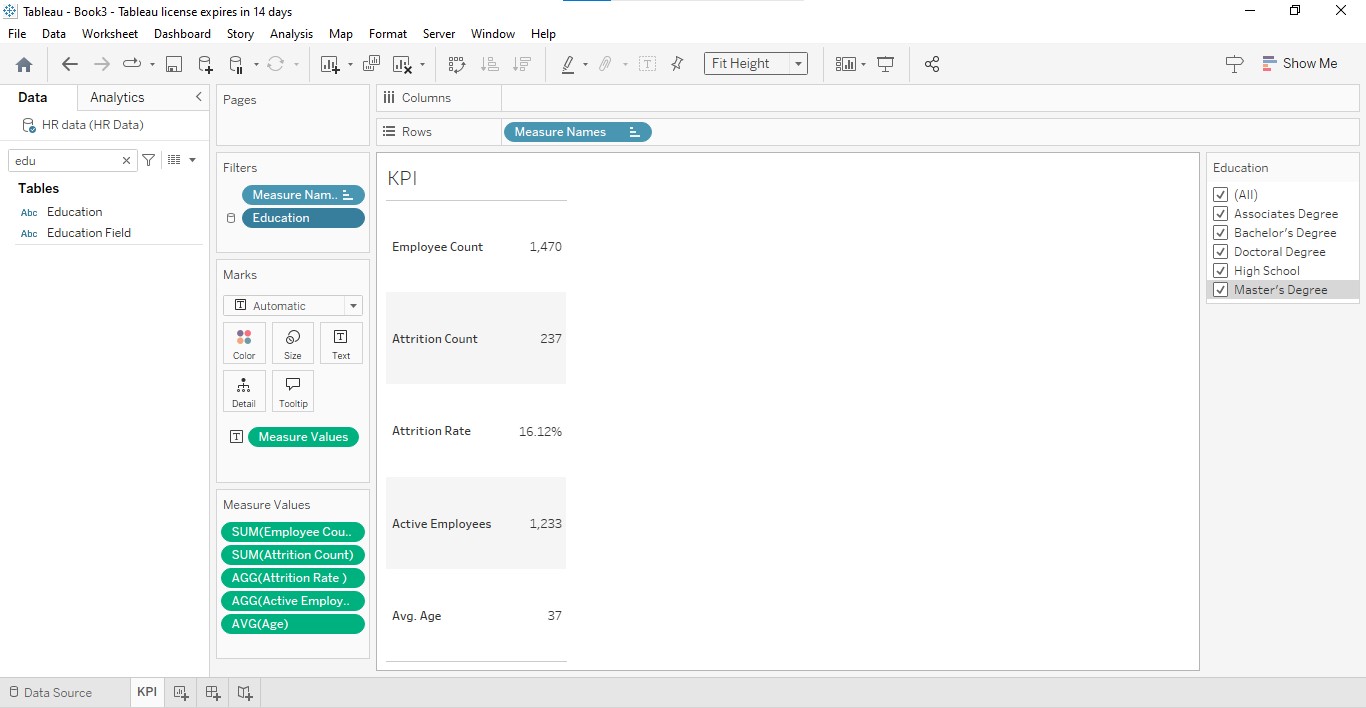 Tableau - Book3 - Tableau license expires in 14 days
File Data Worksheet Dashboard Story Analysis Map Format Server Window Help
Fit Height
Show Me
Data Analytics
HR data (HR Data)
edu
Tables
Abc Education
Abc Education Field
Pages
Filters
Measure Nam..
Education
Marks
Automatic
Color Size Text
Detail Tooltip
Measure Values
Measure Values
SUM(Employee Cou..
SUM(Attrition Count)
AGG(Attrition Rate )
AGG(Active Employ..
AVG(Age)
Columns
Rows Measure Names
KPI
Employee Count 1,470
Attrition Count 237
Attrition Rate 16.12%
Active Employees 1,233
Avg. Age 37
Education
(All)
Associates Degree
Bachelor's Degree
Doctoral Degree
High School
Master's Degree
Data Source KPI